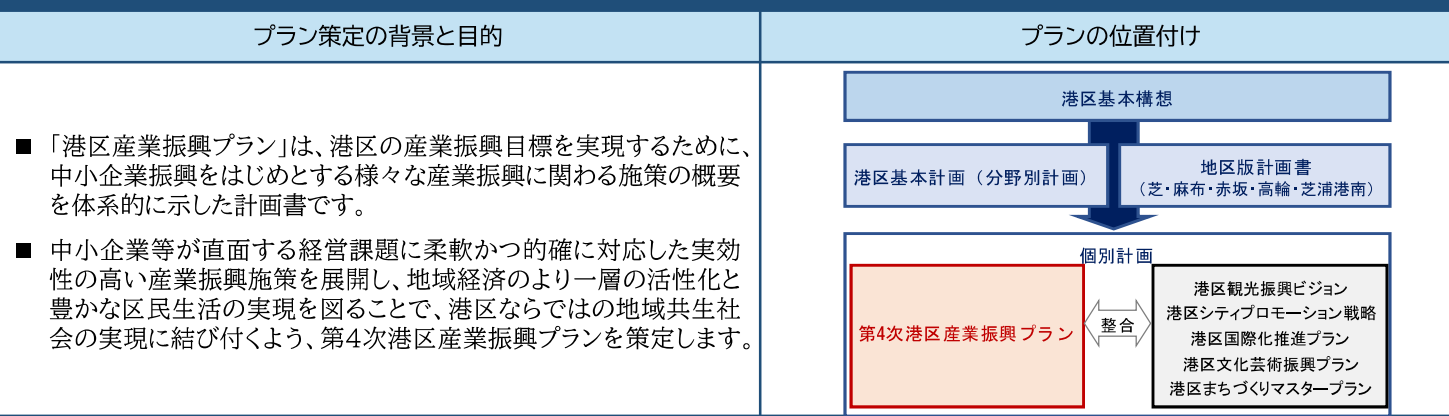 プラン策定の背景と目的
■ 「港区産業振興プラン」は、港区の産業振興目標を実現するために、
中小企業振興をはじめとする様々な産業振興に関わる施策の概要
を体系的に示した計画書です。
■ 中小企業等が直面する経営課題に柔軟かつ的確に対応した実効
性の高い産業振興施策を展開し、地域経済のより一層の活性化と
豊かな区民生活の実現を図ることで、港区ならではの地域共生社
会の実現に結び付くよう、第4次港区産業振興プランを策定します。
プランの位置付け
港区基本構想
港区基本計画（分野別計画）
地区版計画書
（芝・麻布・赤坂・高輪・芝浦港南）
個別計画
第4次港区産業振興プラン
整合
港区観光振興ビジョン
港区シティプロモーション戦略
港区国際化推進プラン
港区文化芸術振興プラン
港区まちづくりマスタープラン